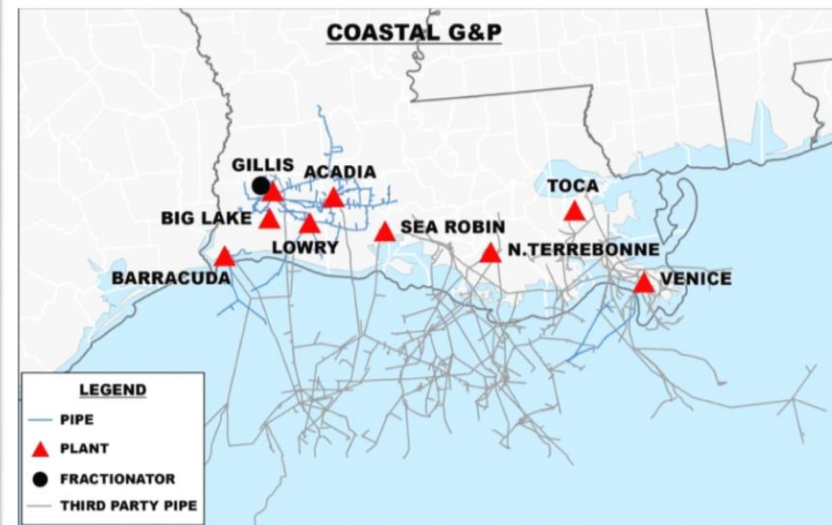 COASTAL G&P
GILLIS
ACADIA
TOCA
BIG LAKE
SEA ROBIN
LOWRY
N.TERREBONNE
BARRACUDA
VENICE
LEGEND
PIPE
PLANT
FRACTIONATOR
THIRD PARTY PIPE